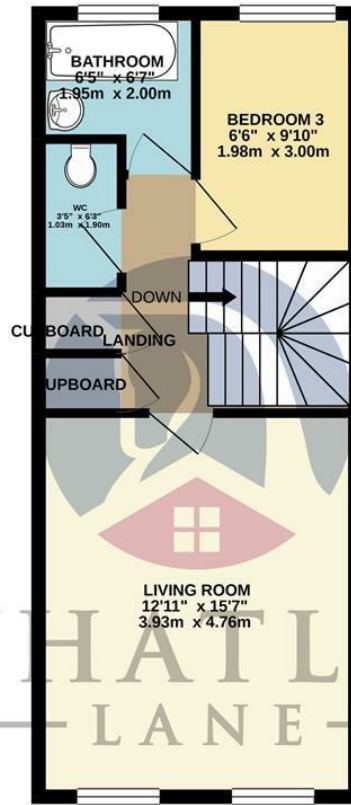 BATHROOM
6'5" x 6'7"
1.95m x 2.00m
BEDROOM 3
6'6" x 9'10"
1.98m x 3.00m
WC
3'5" x 6'3"
1.03m x 1.90m
DOWN
CUPBOARD
LANDING
UPBOARD
LIVING ROOM
12'11" x 15'7"
3.93m x 4.76m
HATL
LANE